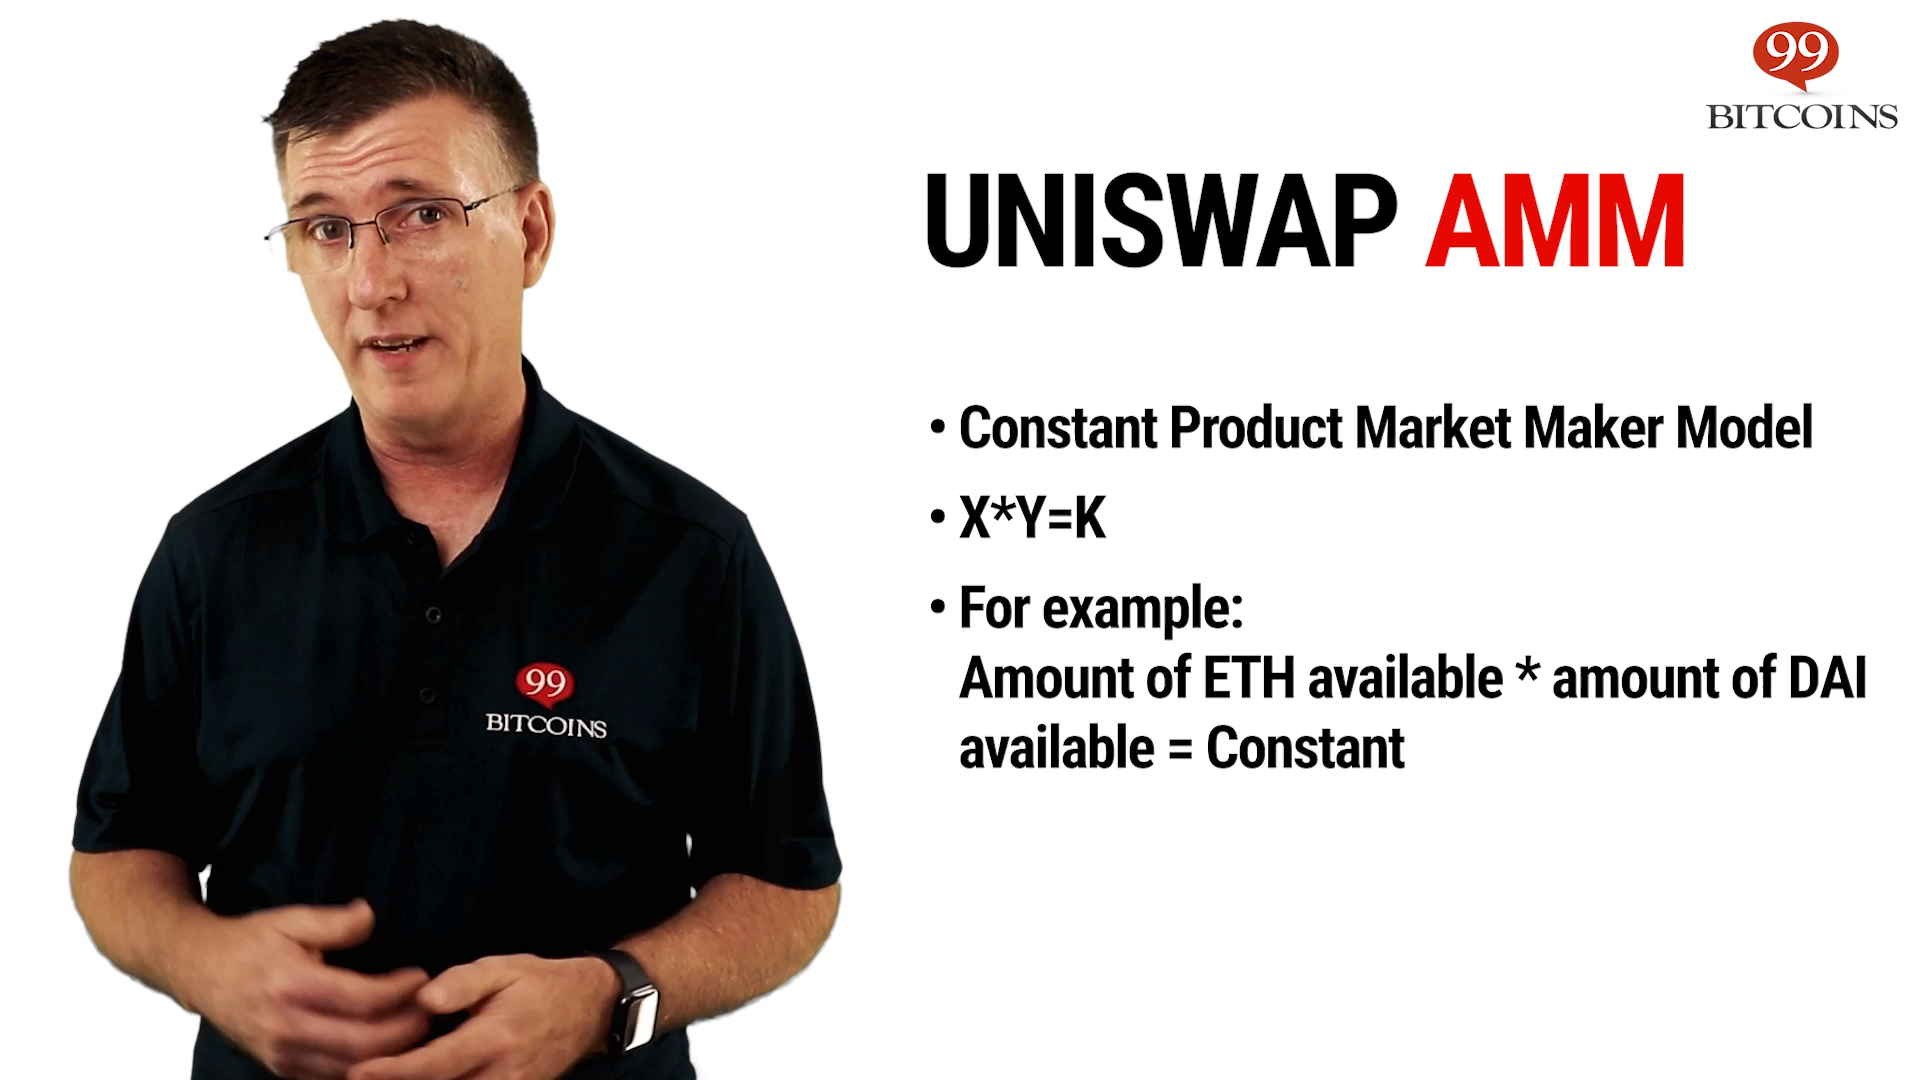 99
BITCOINS
UNISWAP AMM
• Constant Product Market Maker Model
• X*Y=K
• For example:
Amount of ETH available * amount of DAI
available = Constant
99
BITCOINS